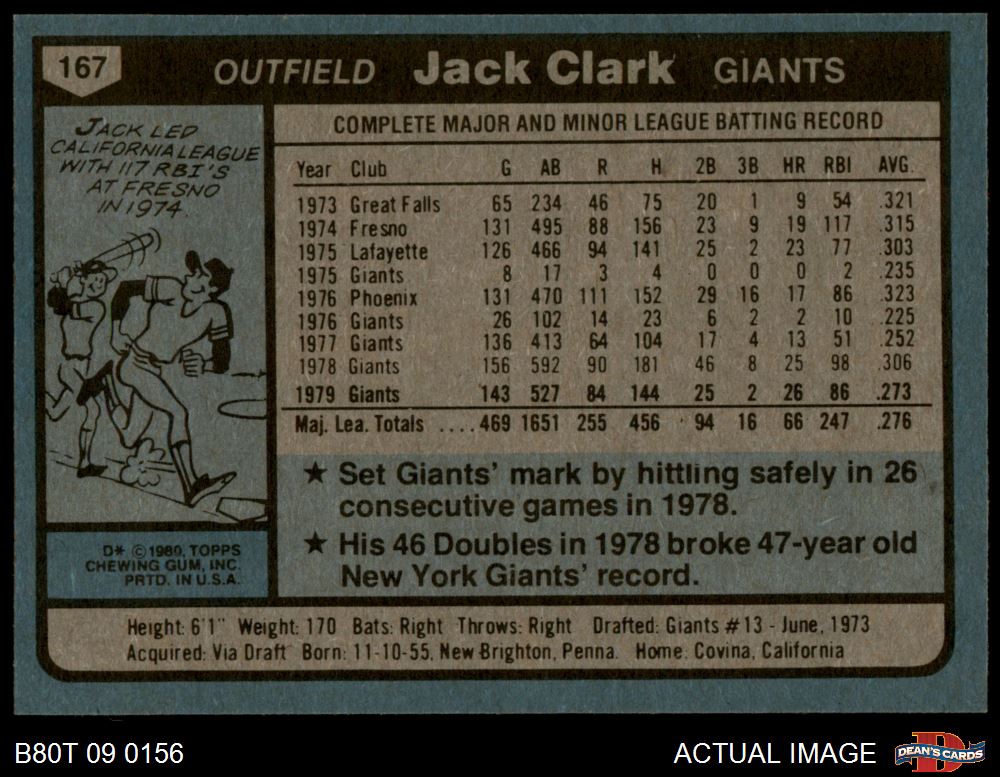 167 OUTFIELD Jack Clark GIANTS
JACK LED
CALIFORNIA LEAGUE
WITH 117 RBI'S
AT FRESNO
IN 1974.
COMPLETE MAJOR AND MINOR LEAGUE BATTING RECORD
Year Club G AB R H 2B 3B HR RBI AVG.
1973 Great Falls 65 234 46 75 20 1 9 54 .321
1974 Fresno 131 495 88 156 23 9 19 117 .315
1975 Lafayette 126 466 94 141 25 2 23 77 .303
1975 Giants 8 17 3 4 0 0 0 2 .235
1976 Phoenix 131 470 111 152 29 16 17 86 .323
1976 Giants 26 102 14 23 6 2 2 10 .225
1977 Giants 136 413 64 104 17 4 13 51 .252
1978 Giants 156 592 90 181 46 8 25 98 .306
1979 Giants 143 527 84 144 25 2 26 86 .273
Maj. Lea. Totals ....469 1651 255 456 94 16 66 247 .276
★ Set Giants' mark by hittling safely in 26
consecutive games in 1978.
★ His 46 Doubles in 1978 broke 47-year old
New York Giants' record.
D* © 1980, TOPPS
CHEWING GUM, INC.
PRTD. IN U.S.A.
Height: 6'1" Weight: 170 Bats: Right Throws: Right Drafted: Giants #13 - June, 1973
Acquired: Via Draft Born: 11-10-55, New Brighton, Penna. Home: Covina, California
B80T 09 0156 ACTUAL IMAGE D DEAN'S CARDS